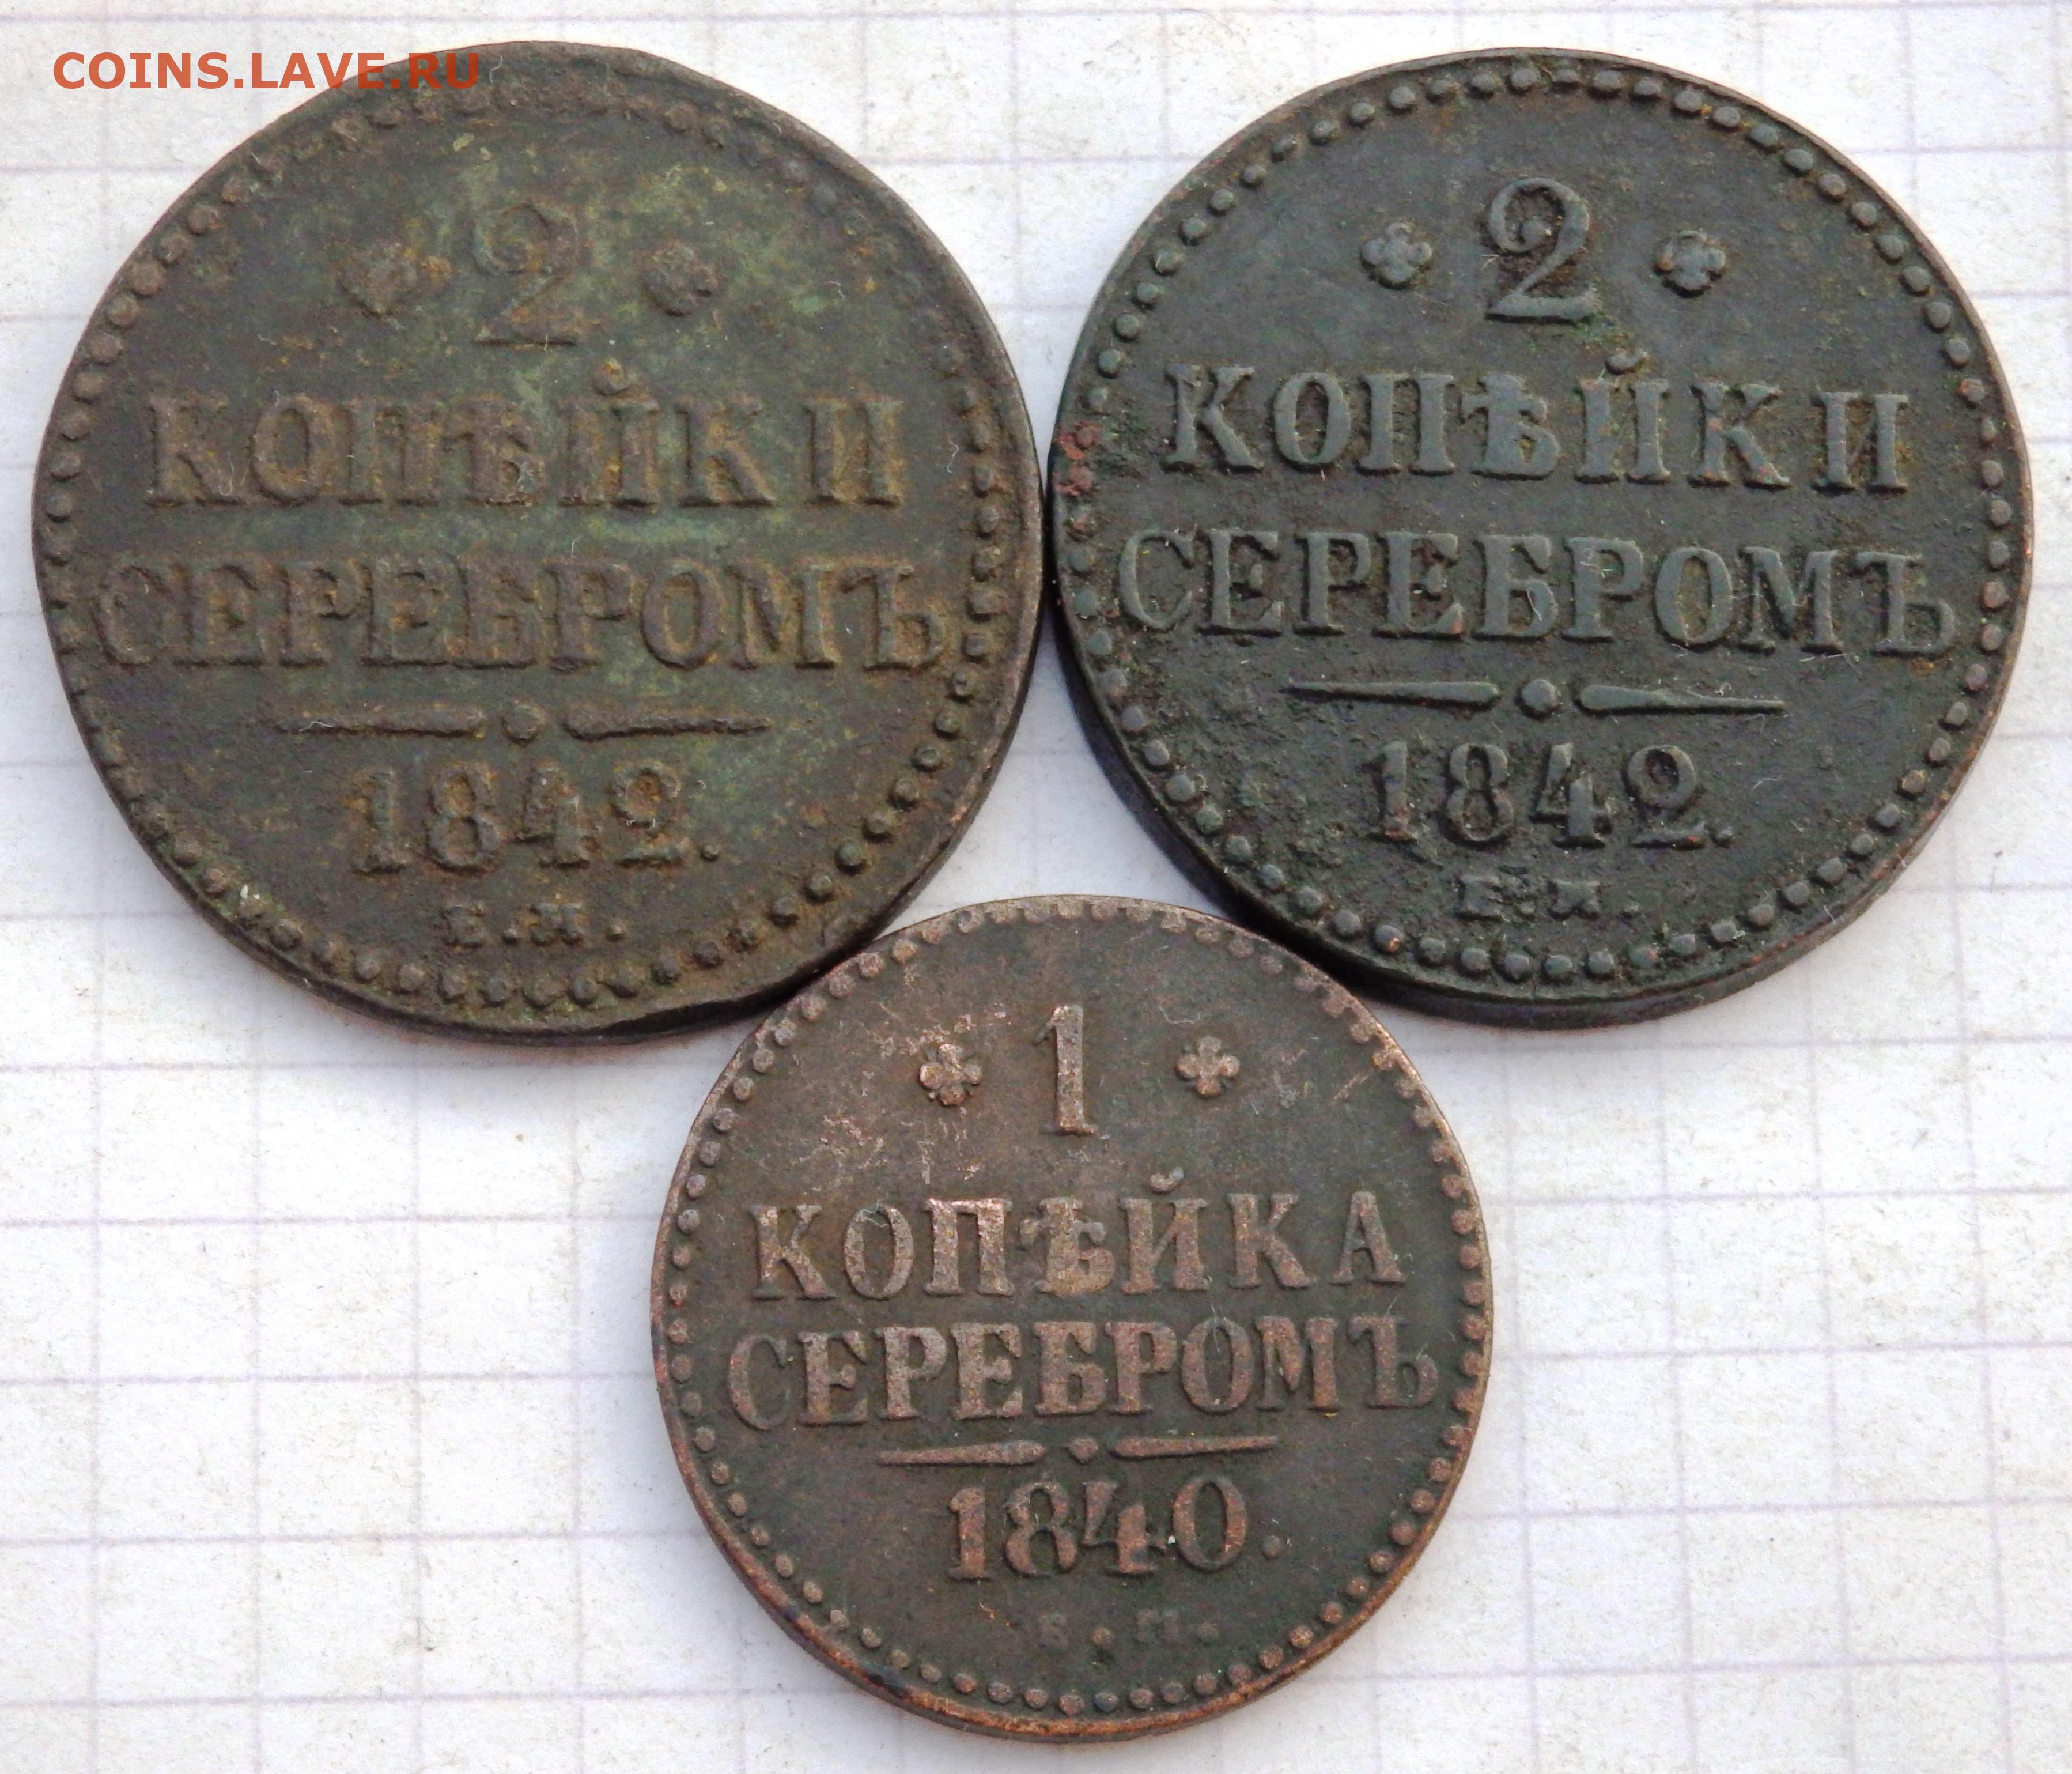 COINS.LAVE.RU
2
КОПѢЙКИ
СЕРЕБРОМЪ
1842.
Е.М.
2
КОПѢЙКИ
СЕРЕБРОМЪ
1842.
Е.М.
1
КОПѢЙКА
СЕРЕБРОМЪ
1840.